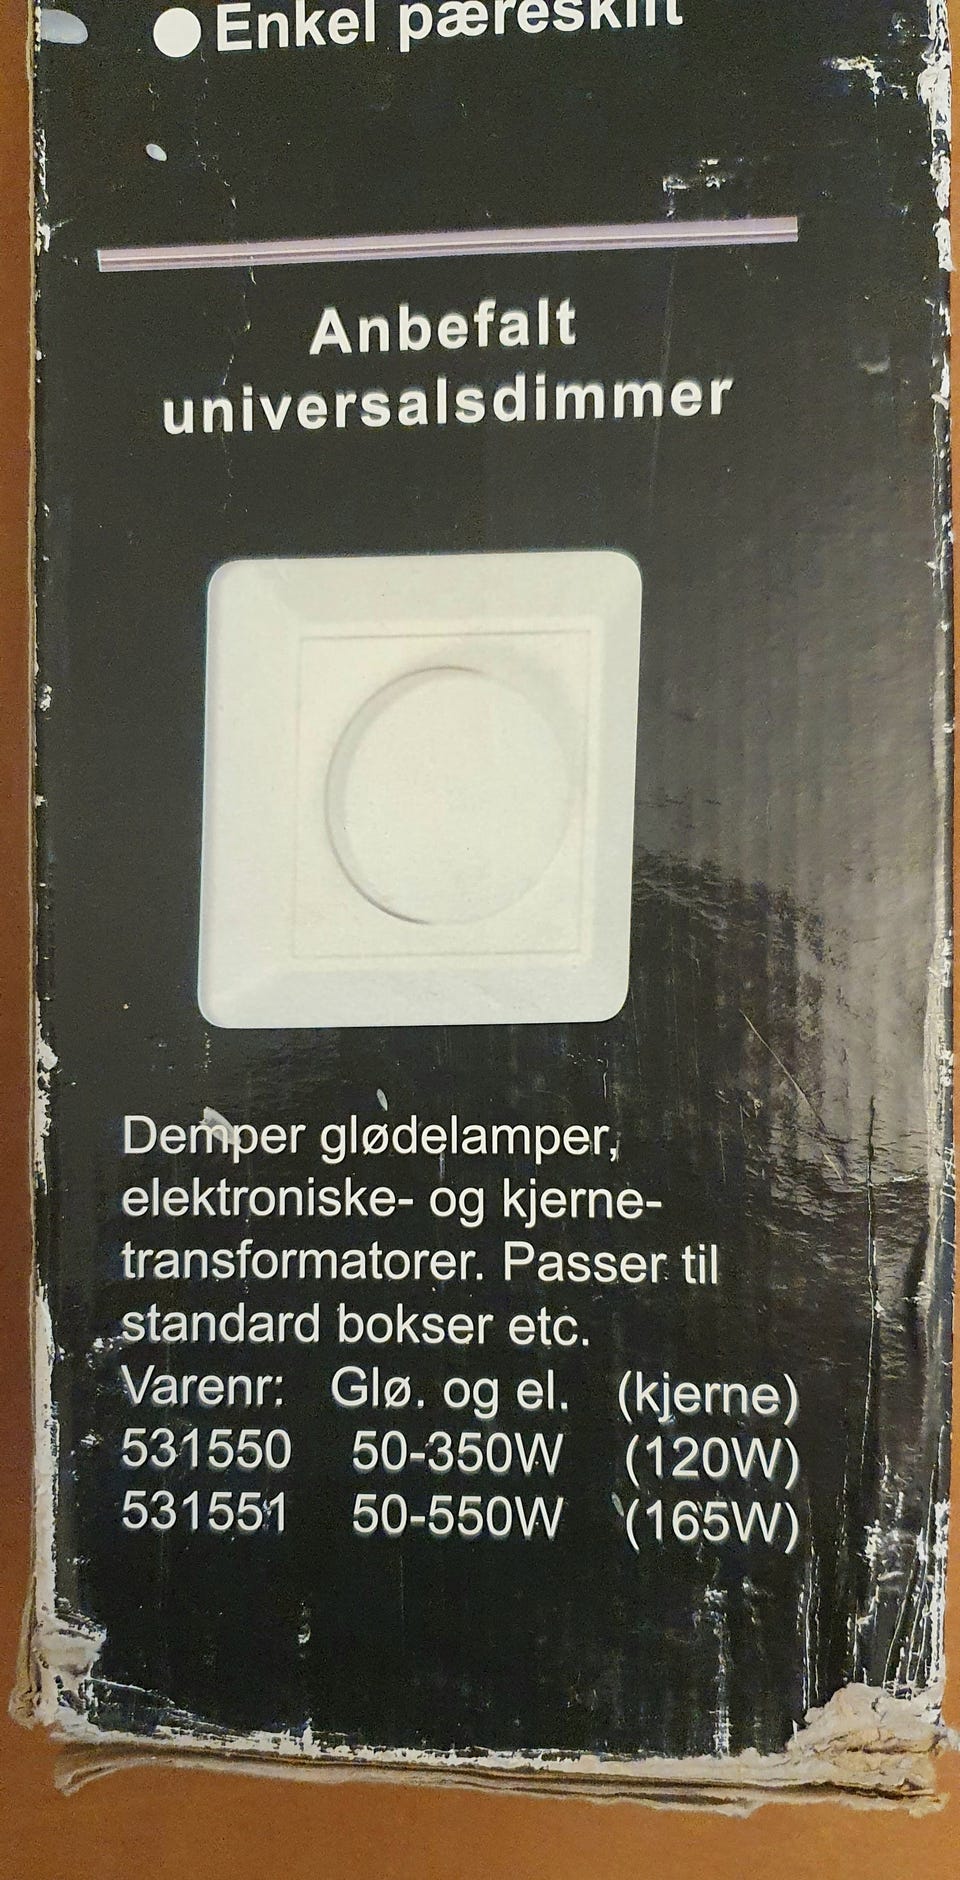 Enkel pæreskift
Anbefalt
universalsdimmer
Demper glødelamper,
elektroniske- og kjerne-
transformatorer. Passer til
standard bokser etc.
Varenr: Glø. og el. (kjerne)
531550 50-350W (120W)
531551 50-550W (165W)